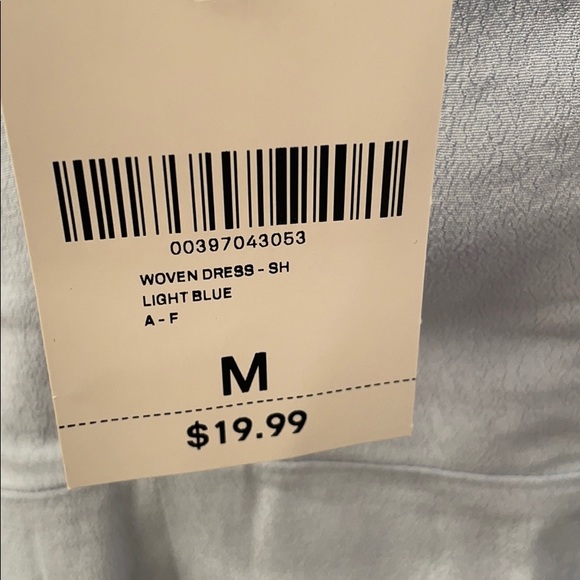 00397043053
WOVEN DRESS - SH
LIGHT BLUE
A - F
M
$19.99